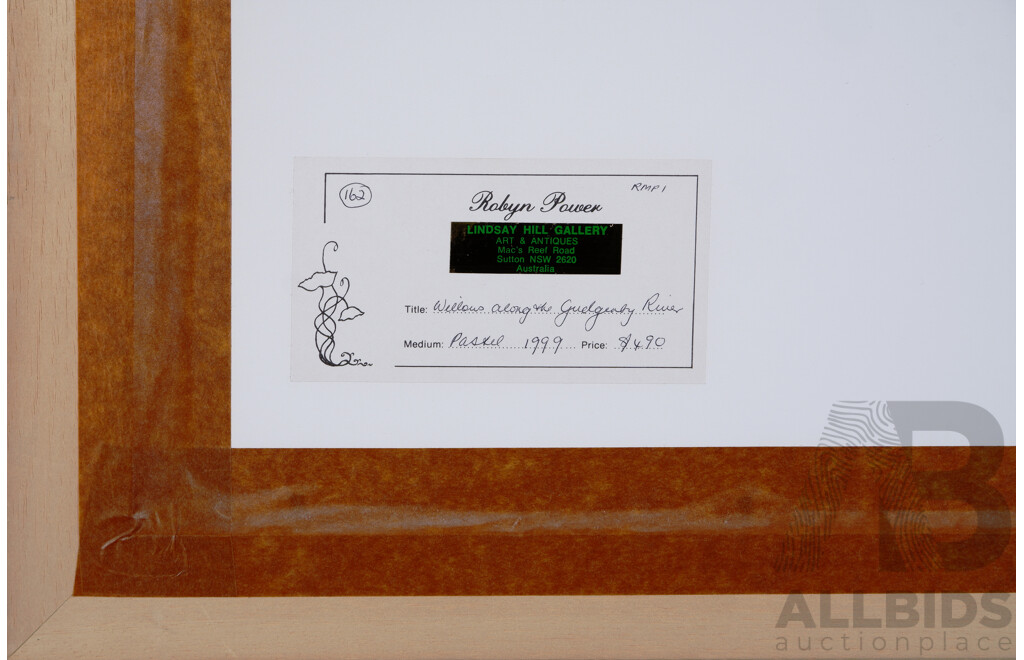 162
RMP1
Robyn Power
LINDSAY HILL GALLERY
ART & ANTIQUES
Mac's Reef Road
Sutton NSW 2620
Australia
Title: Willows along the Gudgenby River
Medium: Pastel 1999 Price: $490
AB
ALLBIDS
auctionplace